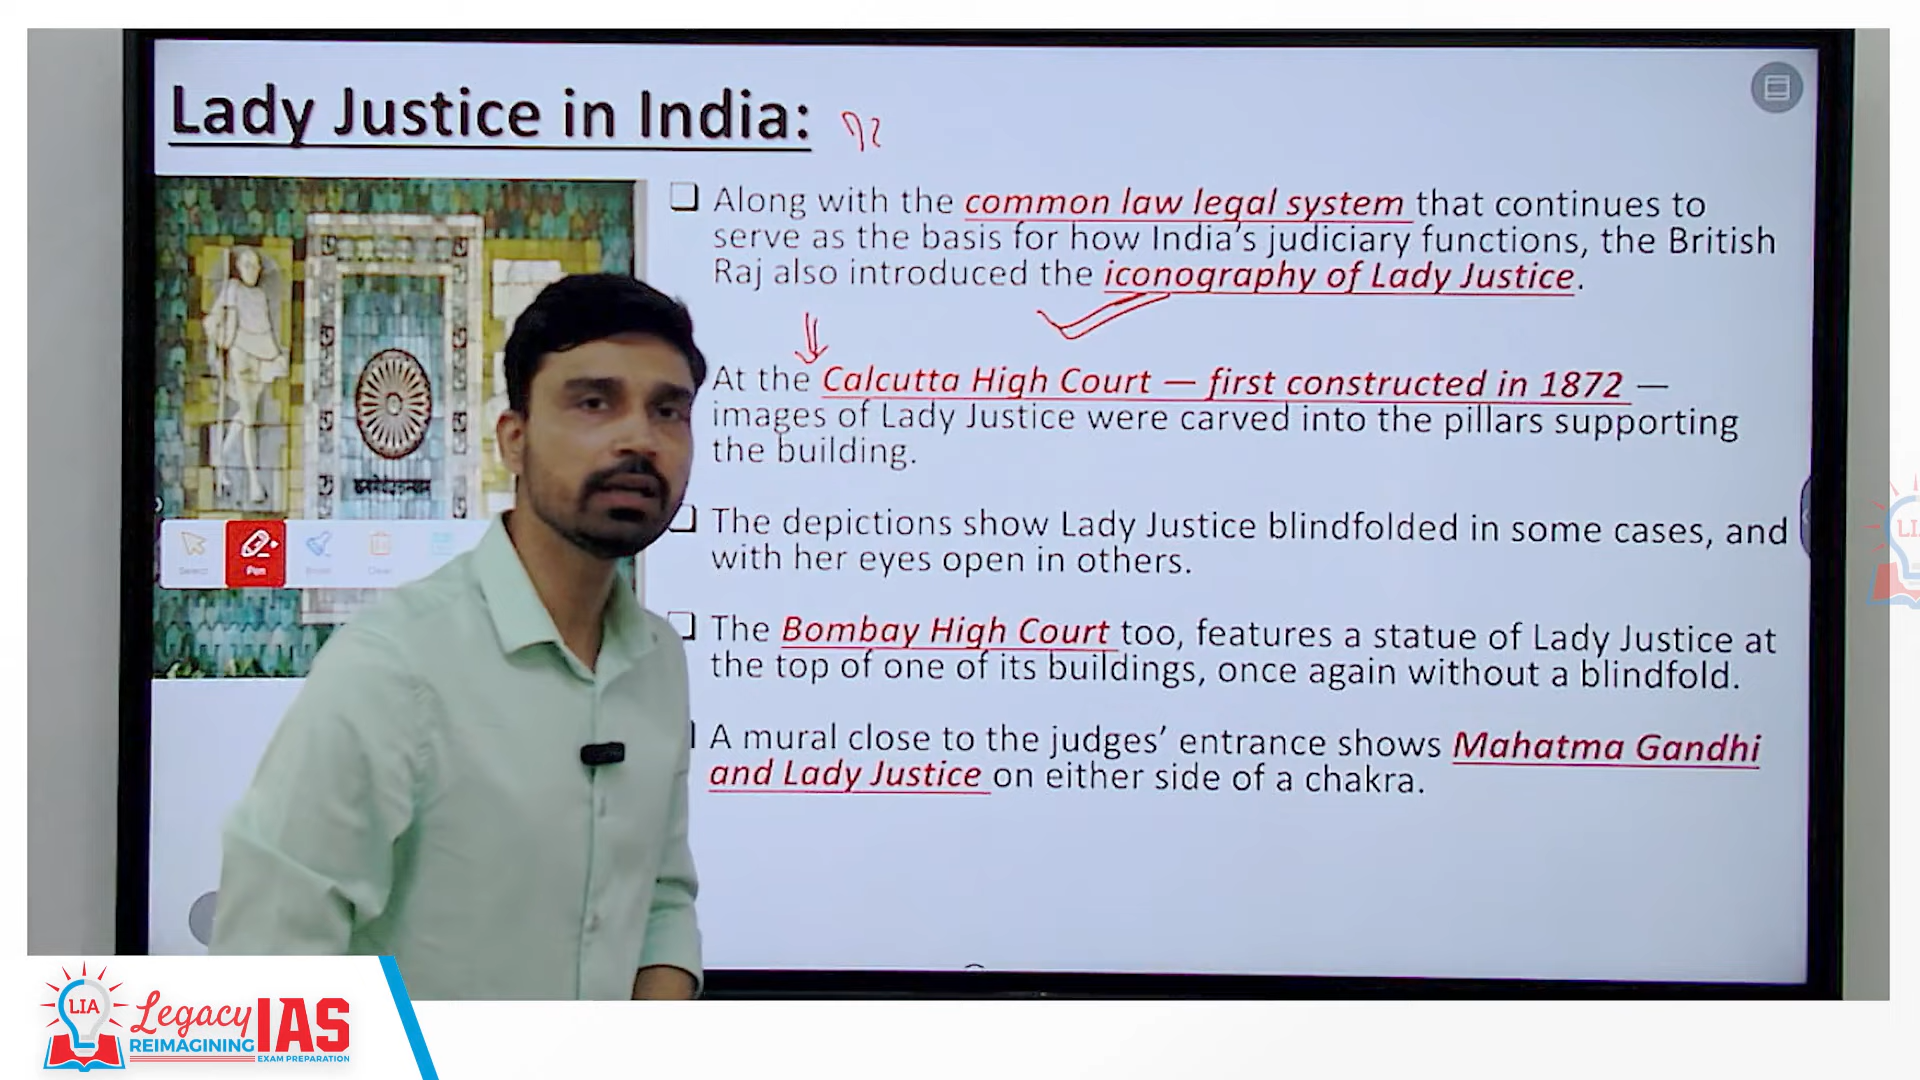 Lady Justice in India:
❑ Along with the common law legal system that continues to
serve as the basis for how India's judiciary functions, the British
Raj also introduced the iconography of Lady Justice.
At the Calcutta High Court — first constructed in 1872 —
images of Lady Justice were carved into the pillars supporting
the building.
❑ The depictions show Lady Justice blindfolded in some cases, and
with her eyes open in others.
❑ The Bombay High Court too, features a statue of Lady Justice at
the top of one of its buildings, once again without a blindfold.
A mural close to the judges' entrance shows Mahatma Gandhi
and Lady Justice on either side of a chakra.
Select
Pen
Clear
LIA
LIA
Legacy IAS
REIMAGINING
EXAM PREPARATION